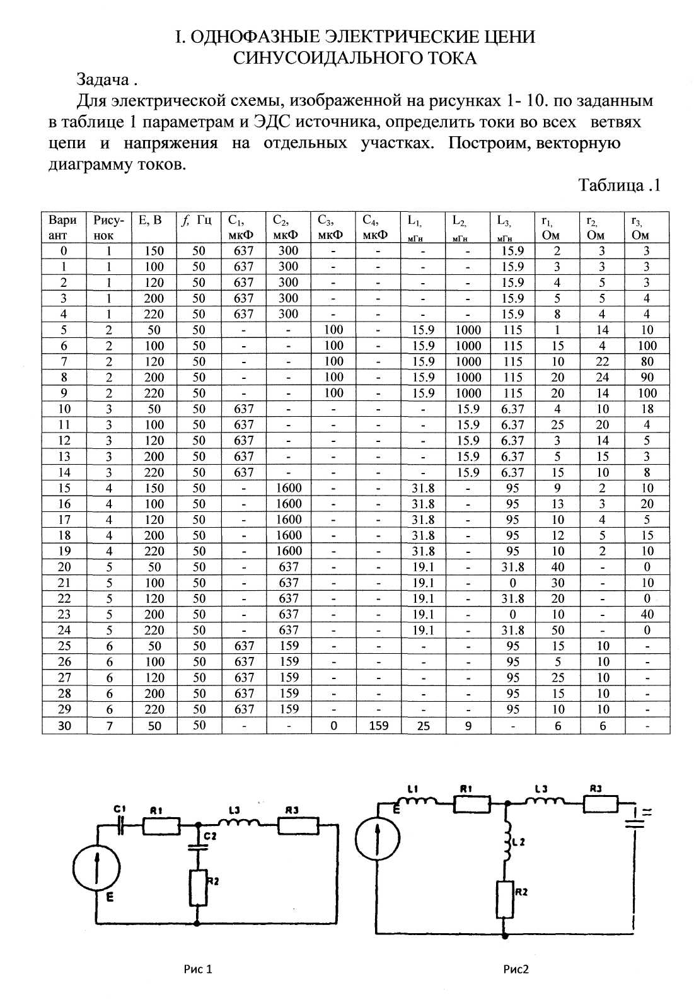 I. ОДНОФАЗНЫЕ ЭЛЕКТРИЧЕСКИЕ ЦЕНИ
СИНУСОИДАЛЬНОГО ТОКА
Задача .
Для электрической схемы, изображенной на рисунках 1- 10. по заданным
в таблице 1 параметрам и ЭДС источника, определить токи во всех ветвях
цепи и напряжения на отдельных участках. Построим, векторную
диаграмму токов.
Таблица .1
Вари Рису- E, В f, Гц C1, C2, C3, C4, L1, L2, L3, r1, r2, r3,
ант нок мкФ мкФ мкФ мкФ мГн мГн мГн Ом Ом Ом
0 1 150 50 637 300 - - - - 15.9 2 3 3
1 1 100 50 637 300 - - - - 15.9 3 3 3
2 1 120 50 637 300 - - - - 15.9 4 5 3
3 1 200 50 637 300 - - - - 15.9 5 5 4
4 1 220 50 637 300 - - - - 15.9 8 4 4
5 2 50 50 - - 100 - 15.9 1000 115 1 14 10
6 2 100 50 - - 100 - 15.9 1000 115 15 4 100
7 2 120 50 - - 100 - 15.9 1000 115 10 22 80
8 2 200 50 - - 100 - 15.9 1000 115 20 24 90
9 2 220 50 - - 100 - 15.9 1000 115 20 14 100
10 3 50 50 637 - - - - 15.9 6.37 4 10 18
11 3 100 50 637 - - - - 15.9 6.37 25 20 4
12 3 120 50 637 - - - - 15.9 6.37 3 14 5
13 3 200 50 637 - - - - 15.9 6.37 5 15 3
14 3 220 50 637 - - - - 15.9 6.37 15 10 8
15 4 150 50 - 1600 - - 31.8 - 95 9 2 10
16 4 100 50 - 1600 - - 31.8 - 95 13 3 20
17 4 120 50 - 1600 - - 31.8 - 95 10 4 5
18 4 200 50 - 1600 - - 31.8 - 95 12 5 15
19 4 220 50 - 1600 - - 31.8 - 95 10 2 10
20 5 50 50 - 637 - - 19.1 - 31.8 40 - 0
21 5 100 50 - 637 - - 19.1 - 0 30 - 10
22 5 120 50 - 637 - - 19.1 - 31.8 20 - 0
23 5 200 50 - 637 - - 19.1 - 0 10 - 40
24 5 220 50 - 637 - - 19.1 - 31.8 50 - 0
25 6 50 50 637 159 - - - - 95 15 10 -
26 6 100 50 637 159 - - - - 95 5 10 -
27 6 120 50 637 159 - - - - 95 25 10 -
28 6 200 50 637 159 - - - - 95 15 10 -
29 6 220 50 637 159 - - - - 95 10 10 -
30 7 50 50 - - 0 159 25 9 - 6 6 -
C1 R1 L3 R3
C2
R2
E
L1 R1 L3 R3
E
L2
R2
Рис 1 Рис2